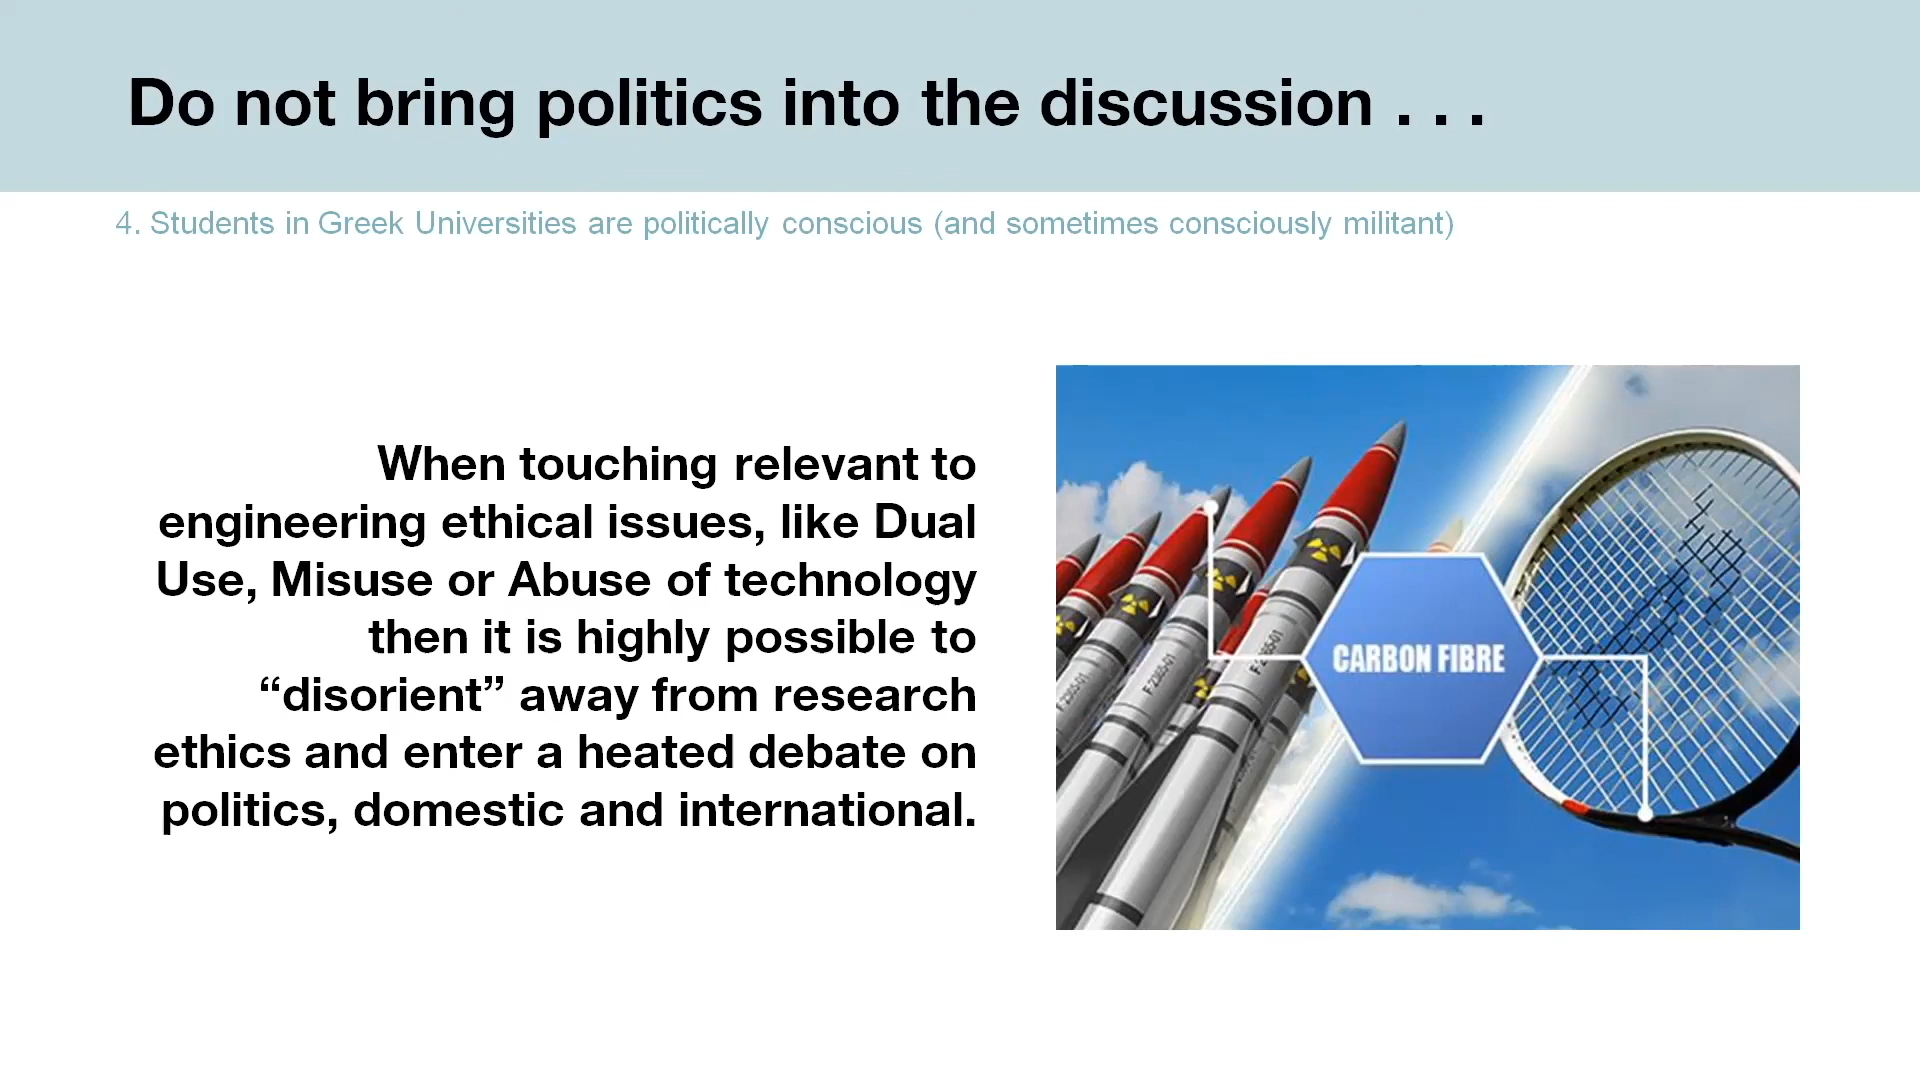 Do not bring politics into the discussion . . .
4. Students in Greek Universities are politically conscious (and sometimes consciously militant)
When touching relevant to
engineering ethical issues, like Dual
Use, Misuse or Abuse of technology
then it is highly possible to
“disorient” away from research
ethics and enter a heated debate on
politics, domestic and international.
CARBON FIBRE